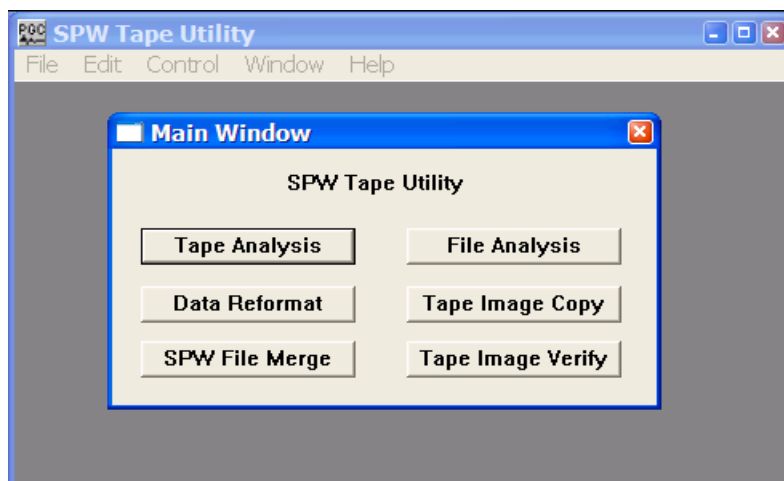 PGC
SPW Tape Utility
File Edit Control Window Help
Main Window
SPW Tape Utility
Tape Analysis File Analysis
Data Reformat Tape Image Copy
SPW File Merge Tape Image Verify